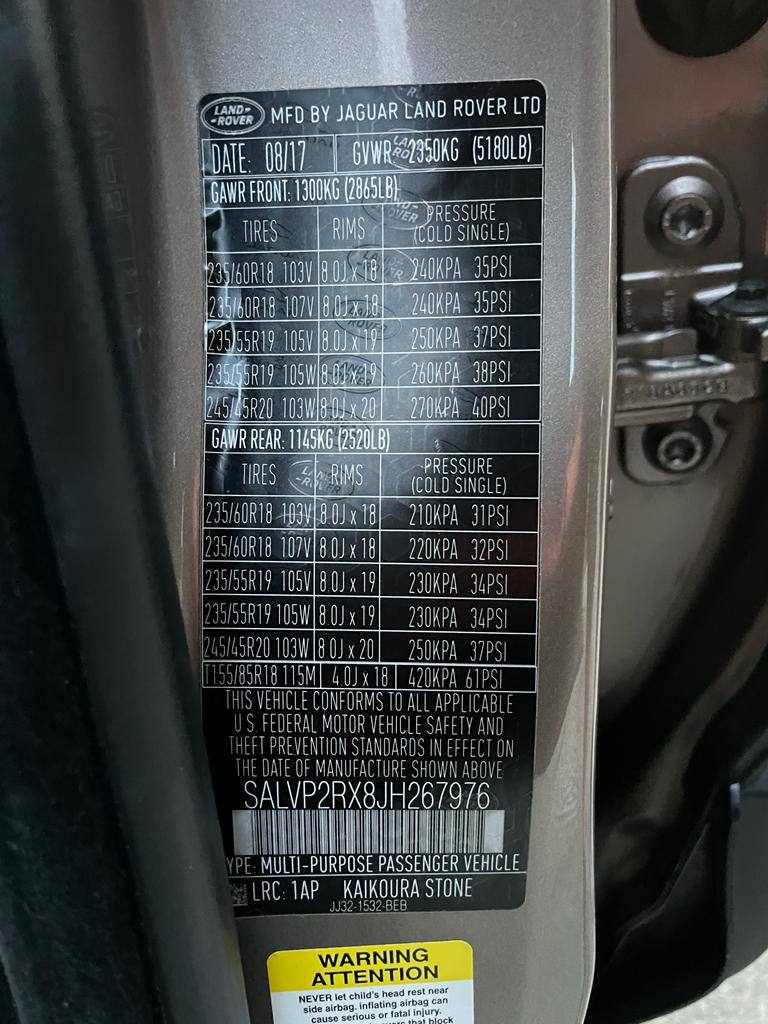 LAND-
-ROVER
MFD BY JAGUAR LAND ROVER LTD
DATE: 08/17 GVWR: 2350KG (5180LB)
GAWR FRONT: 1300KG (2865LB)
TIRES RIMS PRESSURE
(COLD SINGLE)
235/60R18 103V 8.0J x 18 240KPA 35PSI
235/60R18 107V 8.0J x 18 240KPA 35PSI
235/55R19 105V 8.0J x 19 250KPA 37PSI
235/55R19 105W 8.0J x 19 260KPA 38PSI
245/45R20 103W 8.0J x 20 270KPA 40PSI
GAWR REAR: 1145KG (2520LB)
TIRES RIMS PRESSURE
(COLD SINGLE)
235/60R18 103V 8.0J x 18 210KPA 31PSI
235/60R18 107V 8.0J x 18 220KPA 32PSI
235/55R19 105V 8.0J x 19 230KPA 34PSI
235/55R19 105W 8.0J x 19 230KPA 34PSI
245/45R20 103W 8.0J x 20 250KPA 37PSI
T155/85R18 115M 4.0J x 18 420KPA 61PSI
THIS VEHICLE CONFORMS TO ALL APPLICABLE
U.S. FEDERAL MOTOR VEHICLE SAFETY AND
THEFT PREVENTION STANDARDS IN EFFECT ON
THE DATE OF MANUFACTURE SHOWN ABOVE
SALVP2RX8JH267976
TYPE: MULTI-PURPOSE PASSENGER VEHICLE
LRC: 1AP KAIKOURA STONE
JJ32-1532-BEB
WARNING
ATTENTION
NEVER let child's head rest near
side airbag. inflating airbag can
cause serious or fatal injury.
covers that block